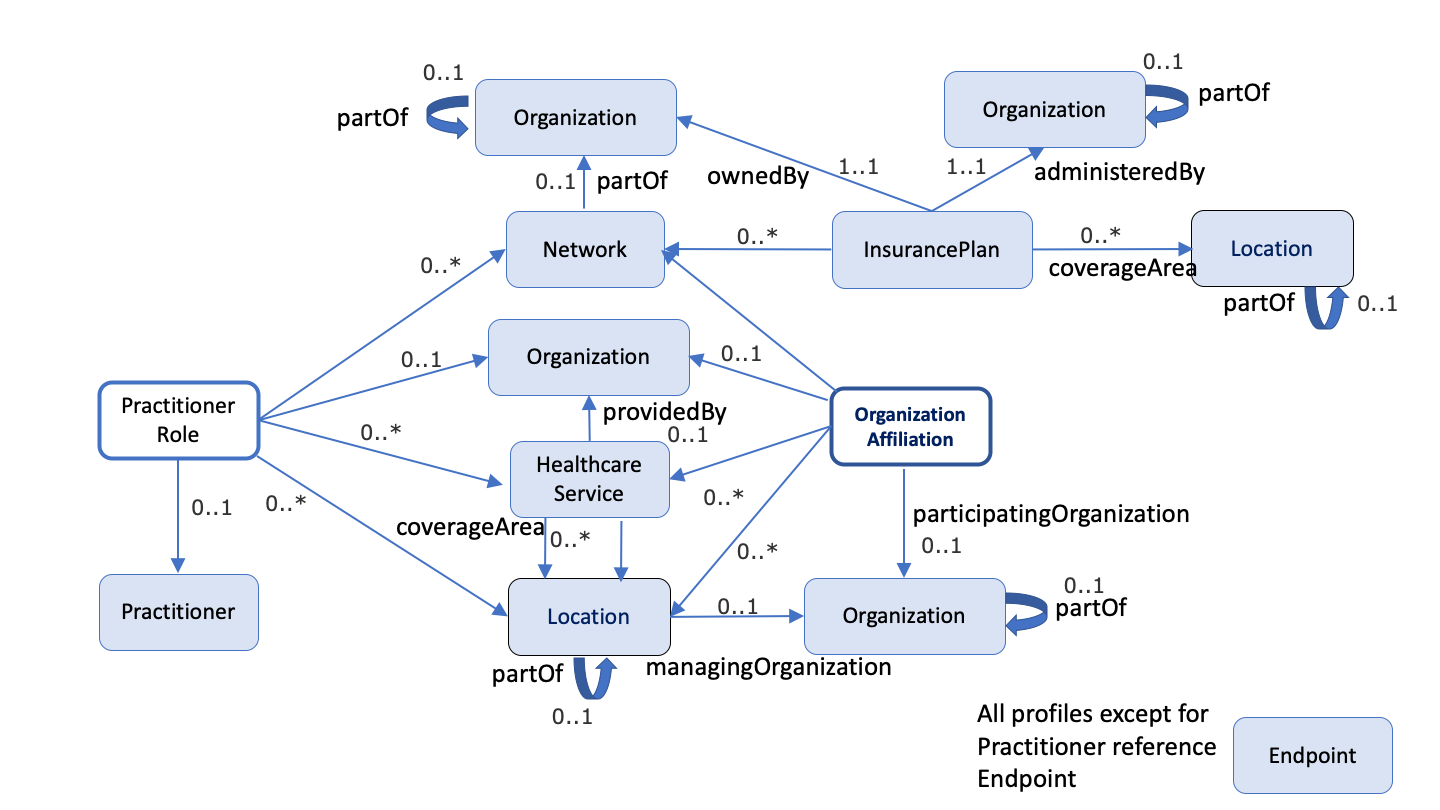 0..1
0..1
partOf
Organization
Organization
partOf
0..1
partOf
ownedBy
1..1
1..1
administeredBy
0..*
Network
0..*
InsurancePlan
0..*
coverageArea
Location
partOf
0..1
0..1
Organization
0..1
Practitioner
Role
providedBy
0..*
0..1
Organization
Affiliation
Healthcare
Service
0..1
0..*
coverageArea
0..*
0..*
0..*
participatingOrganization
0..1
Practitioner
Location
0..1
managingOrganization
Organization
0..1
partOf
partOf
0..1
All profiles except for
Practitioner reference
Endpoint
Endpoint